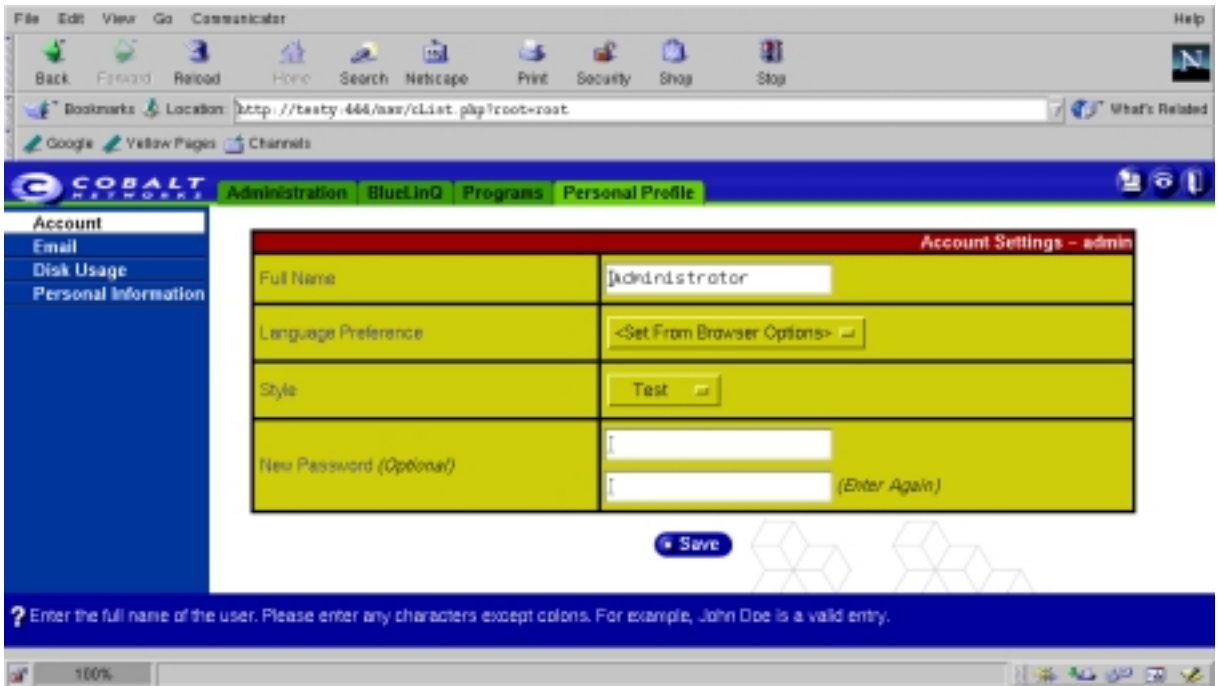 File Edit View Go Communicator Help
Back Forward Reload Home Search Netscape Print Security Shop Stop
N
Bookmarks Location: http://testy:444/nav/cList.php?root=root What's Related
Google Yellow Pages Channels
C COBALT NETWORKS Administration BlueLinQ Programs Personal Profile
Account
Email
Disk Usage
Personal Information
Account Settings - admin
Full Name Administrator
Language Preference <Set From Browser Options>
Style Test
New Password (Optional)
(Enter Again)
Save
? Enter the full name of the user. Please enter any characters except colons. For example, John Doe is a valid entry.
100%